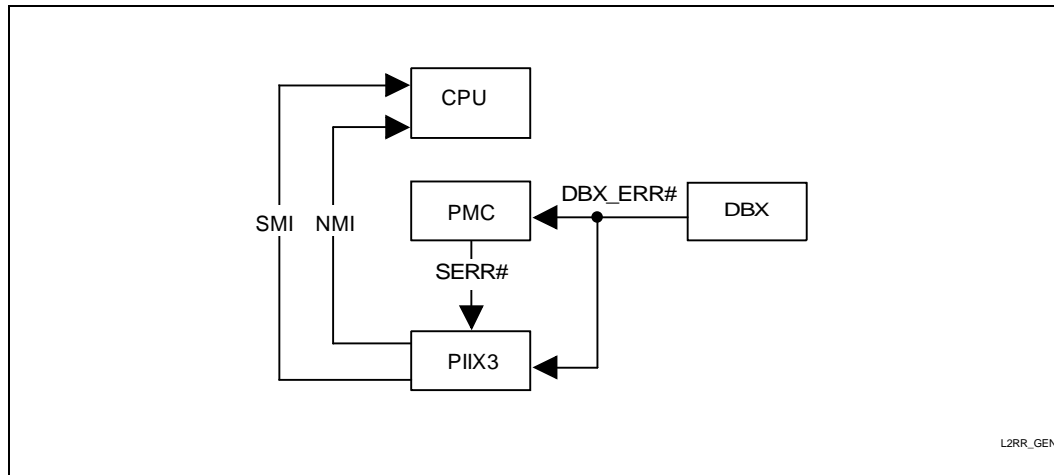 CPU
DBX_ERR#
DBX
PMC
SMI NMI
SERR#
PIIX3
L2RR_GEN